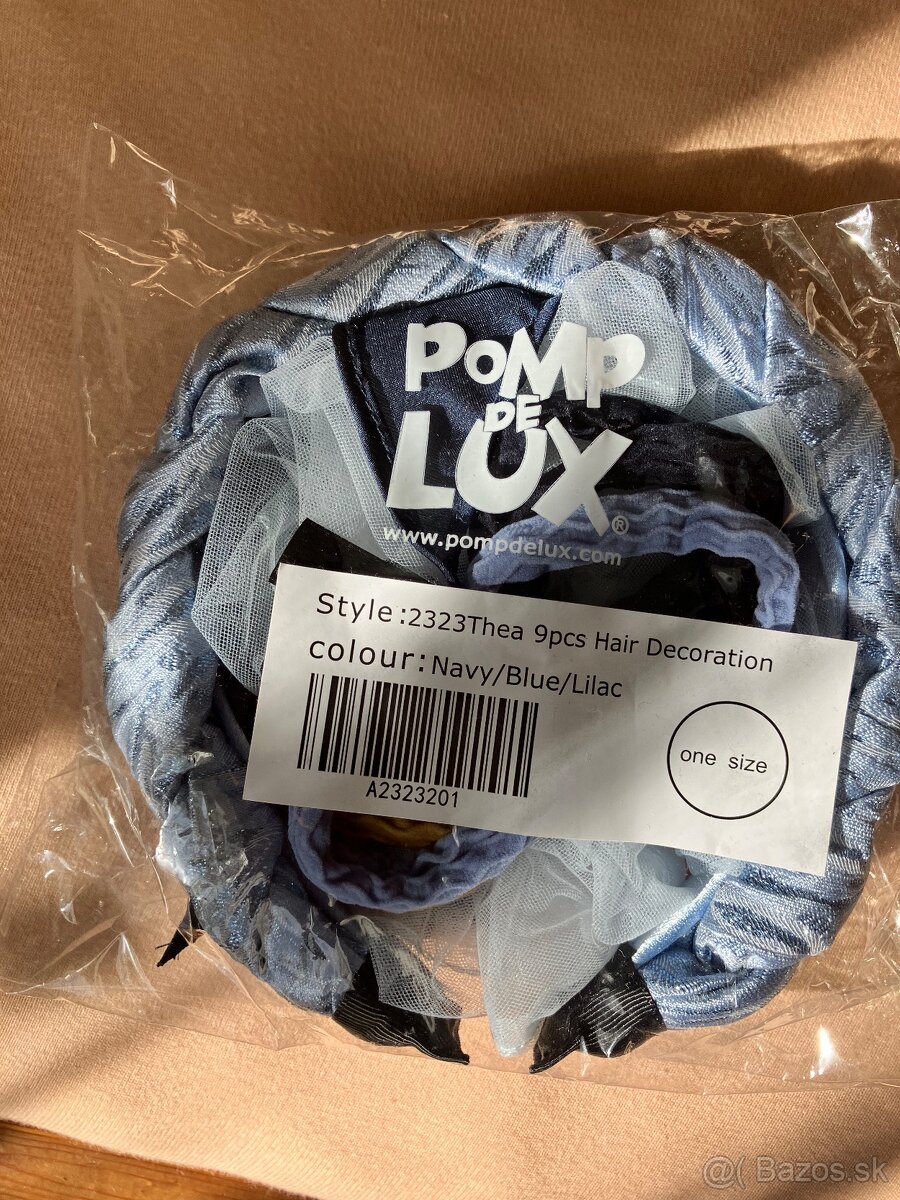 POMP
DE
LUX®
www.pompdelux.com
Style:2323Thea 9pcs Hair Decoration
colour:Navy/Blue/Lilac
one size
A2323201
@( Bazos.sk